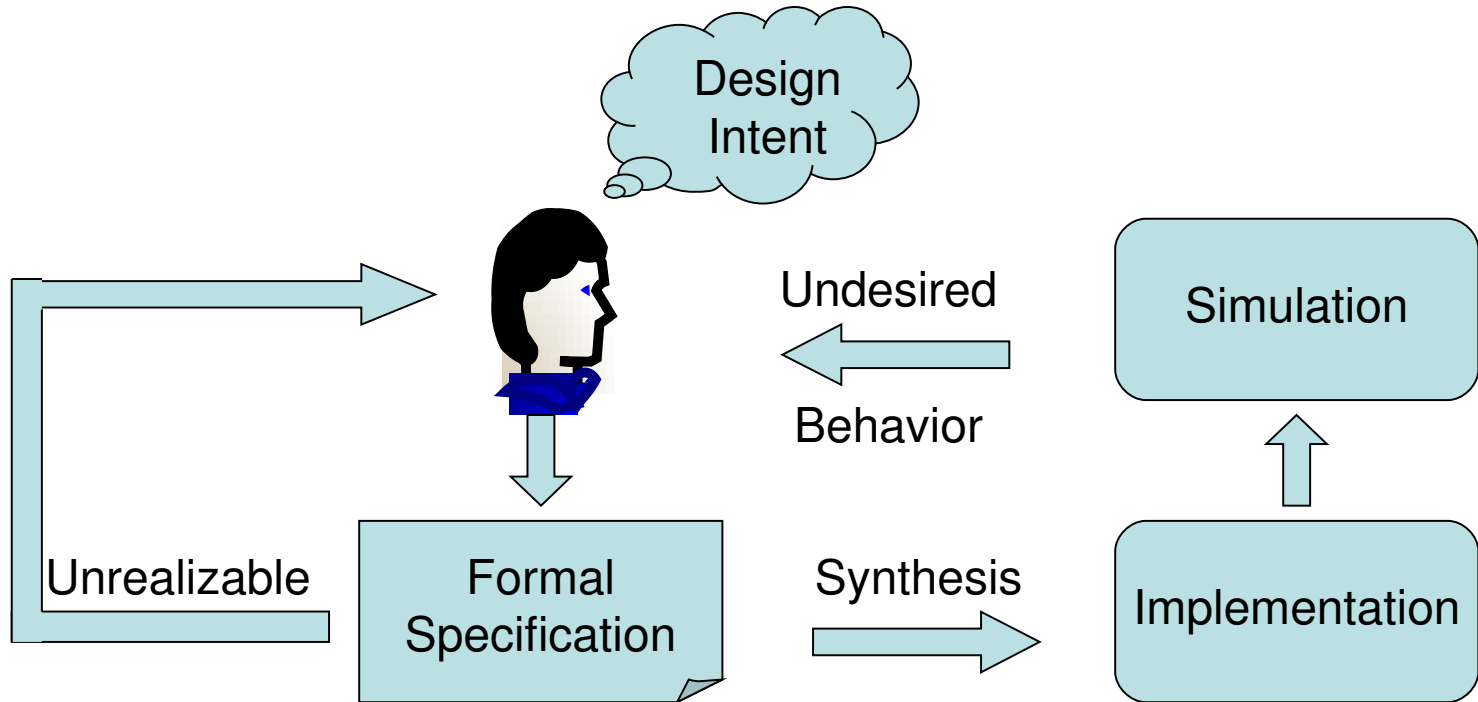 Design
Intent
Undesired
Behavior
Simulation
Unrealizable
Formal
Specification
Synthesis
Implementation